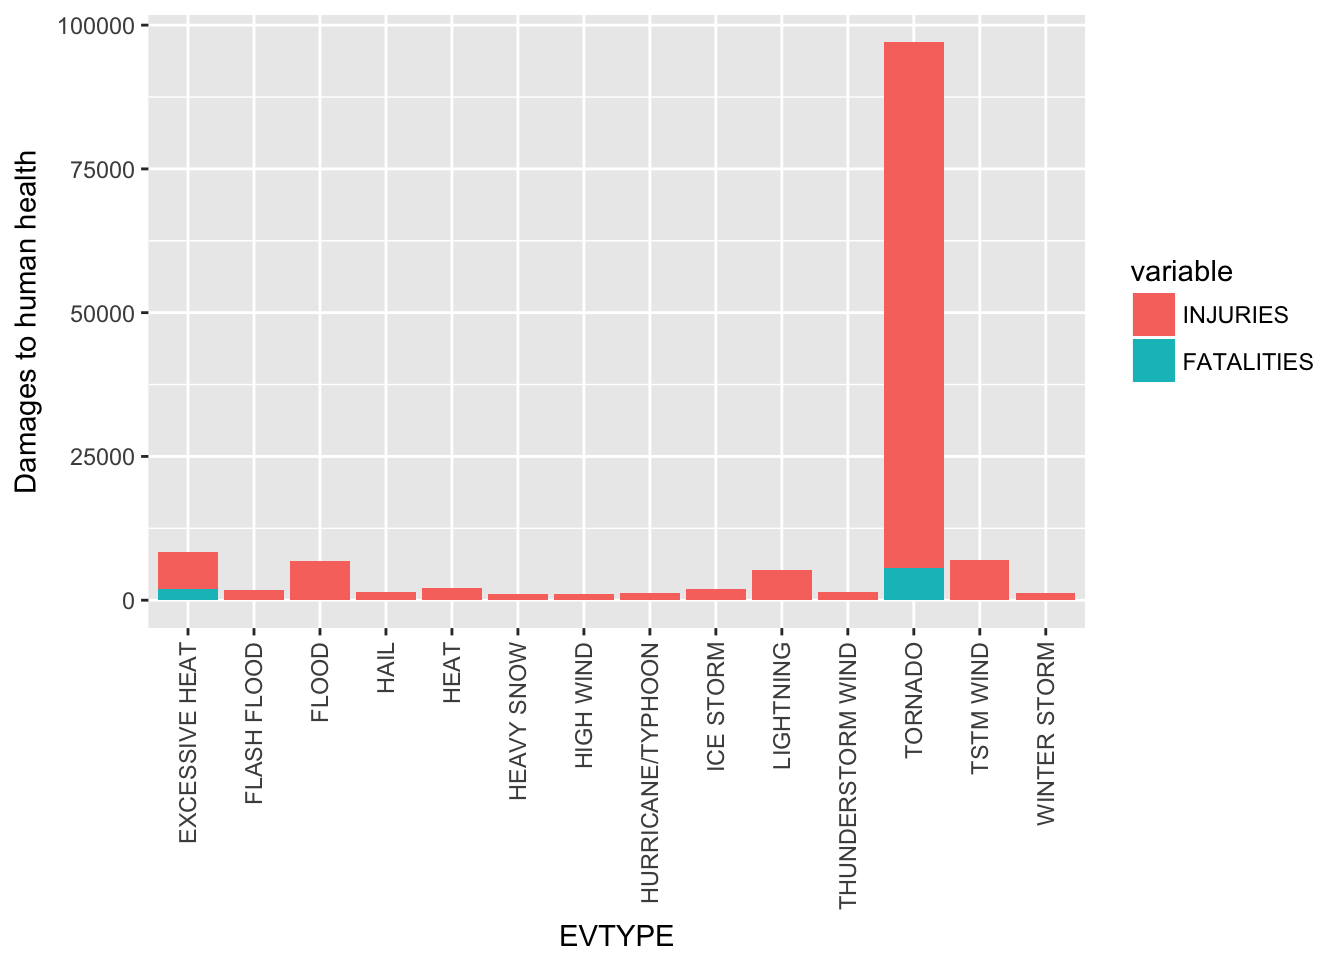 Damages to human health
100000
75000
50000
25000
0
EXCESSIVE HEAT
FLASH FLOOD
FLOOD
HAIL
HEAT
HEAVY SNOW
HIGH WIND
HURRICANE/TYPHOON
ICE STORM
LIGHTNING
THUNDERSTORM WIND
TORNADO
TSTM WIND
WINTER STORM
EVTYPE
variable
INJURIES
FATALITIES